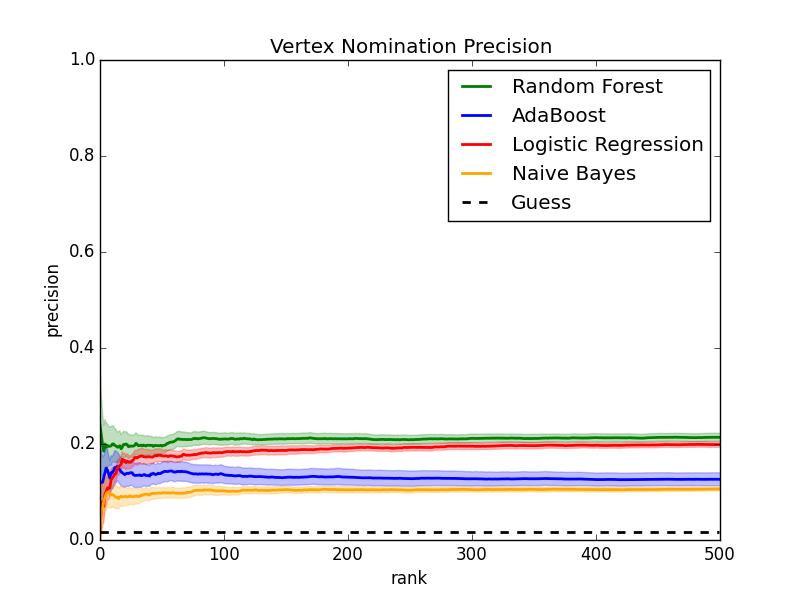 Vertex Nomination Precision
1.0
0.8
0.6
0.4
0.2
0.0
precision
Random Forest
AdaBoost
Logistic Regression
Naive Bayes
Guess
0 100 200 300 400 500
rank